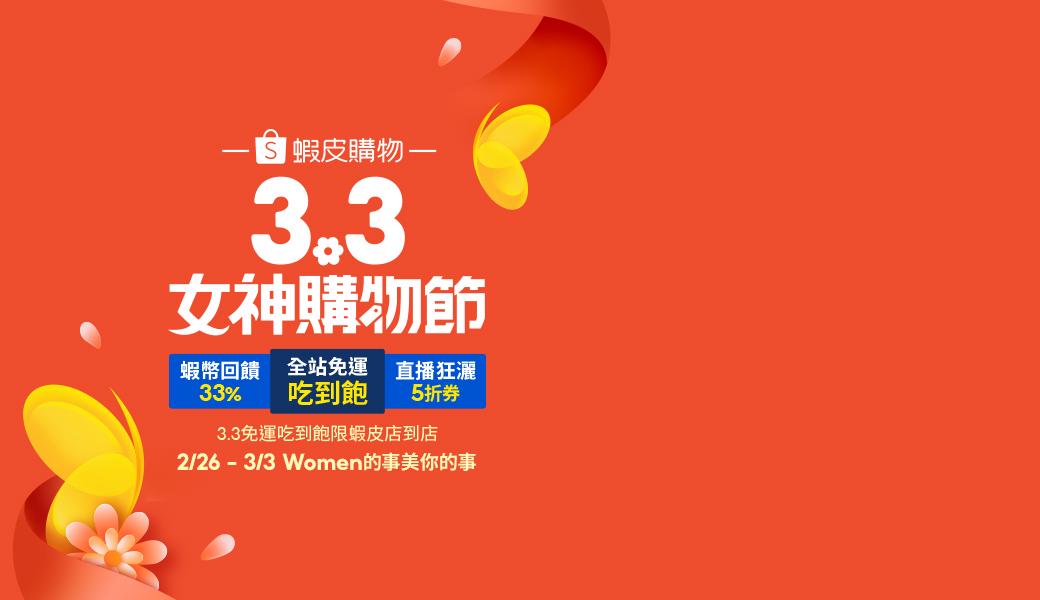 蝦皮購物
3.3
女神購物節
蝦幣回饋 全站免運 直播狂灑
33% 吃到飽 5折券
3.3免運吃到飽限蝦皮店到店
2/26 - 3/3 Women的事美你的事